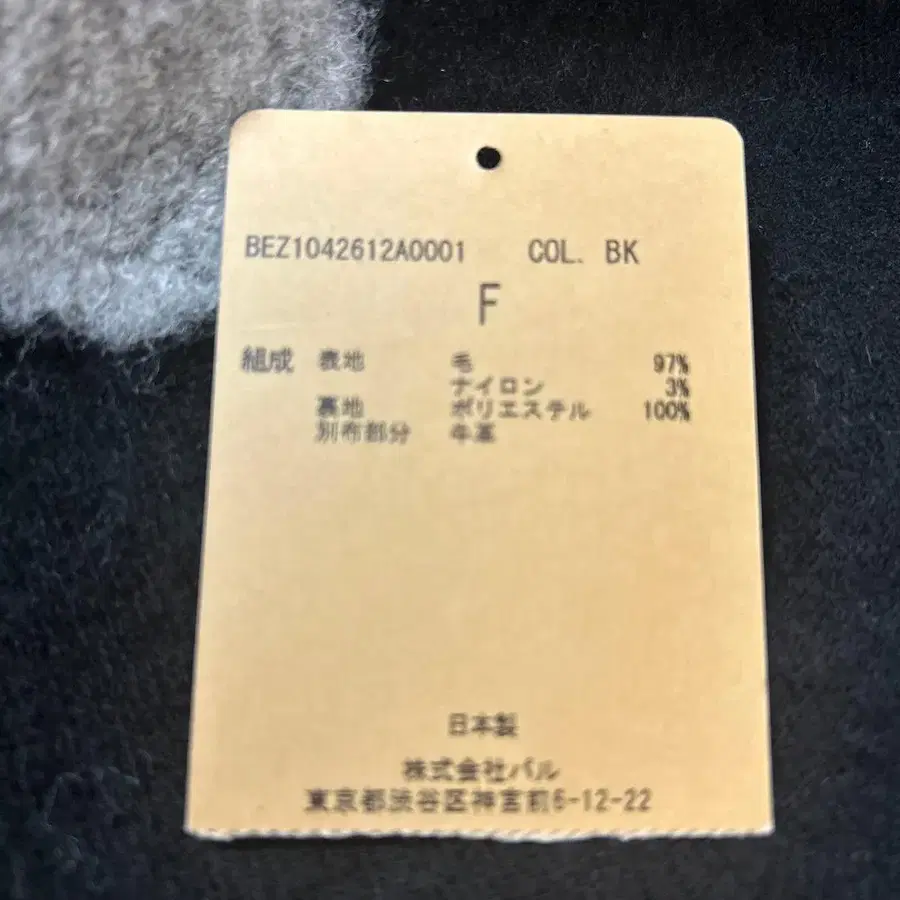 BEZ1042612A0001 COL. BK
F
組成 表地 毛 97%
ナイロン 3%
裏地 ポリエステル 100%
別布部分 牛革
日本製
株式会社パル
東京都渋谷区神宮前6-12-22